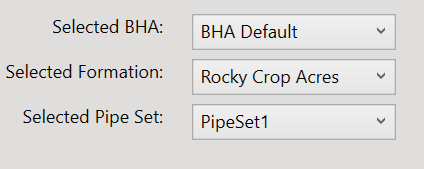 Selected BHA: BHA Default
Selected Formation: Rocky Crop Acres
Selected Pipe Set: PipeSet1